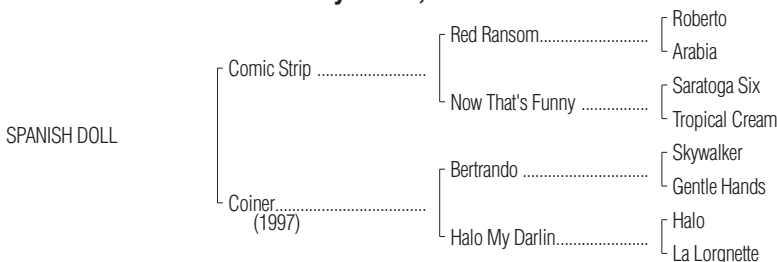 Roberto
Red Ransom
Arabia
Comic Strip
Saratoga Six
Now That's Funny
Tropical Cream
SPANISH DOLL
Skywalker
Bertrando
Gentle Hands
Coiner
(1997)
Halo
Halo My Darlin
La Lorgnette